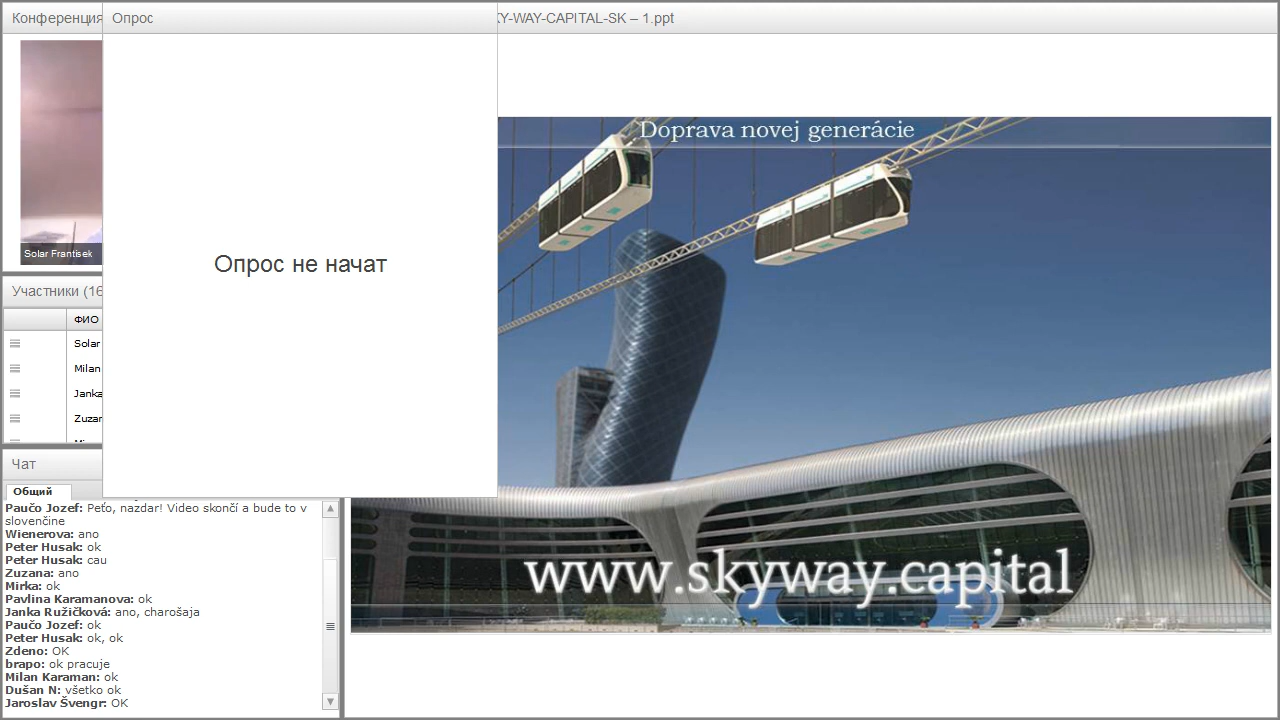 Конференция
Опрос
KY-WAY-CAPITAL-SK – 1.ppt
Doprava novej generácie
Solar Frantisek
Опрос не начат
Участники (16
ФИО
Solar
Milan
Janka
Zuzan
Чат
Общий
Paučo Jozef: Peťo, nazdar! Video skončí a bude to v
slovenčine
Wienerova: ano
Peter Husak: ok
Peter Husak: cau
Zuzana: ano
Mirka: ok
Pavlina Karamanova: ok
Janka Ružičková: ano, charošaja
Paučo Jozef: ok
Peter Husak: ok, ok
Zdeno: OK
brapo: ok pracuje
Milan Karaman: ok
Dušan N: všetko ok
Jaroslav Švengr: OK
www.skyway.capital